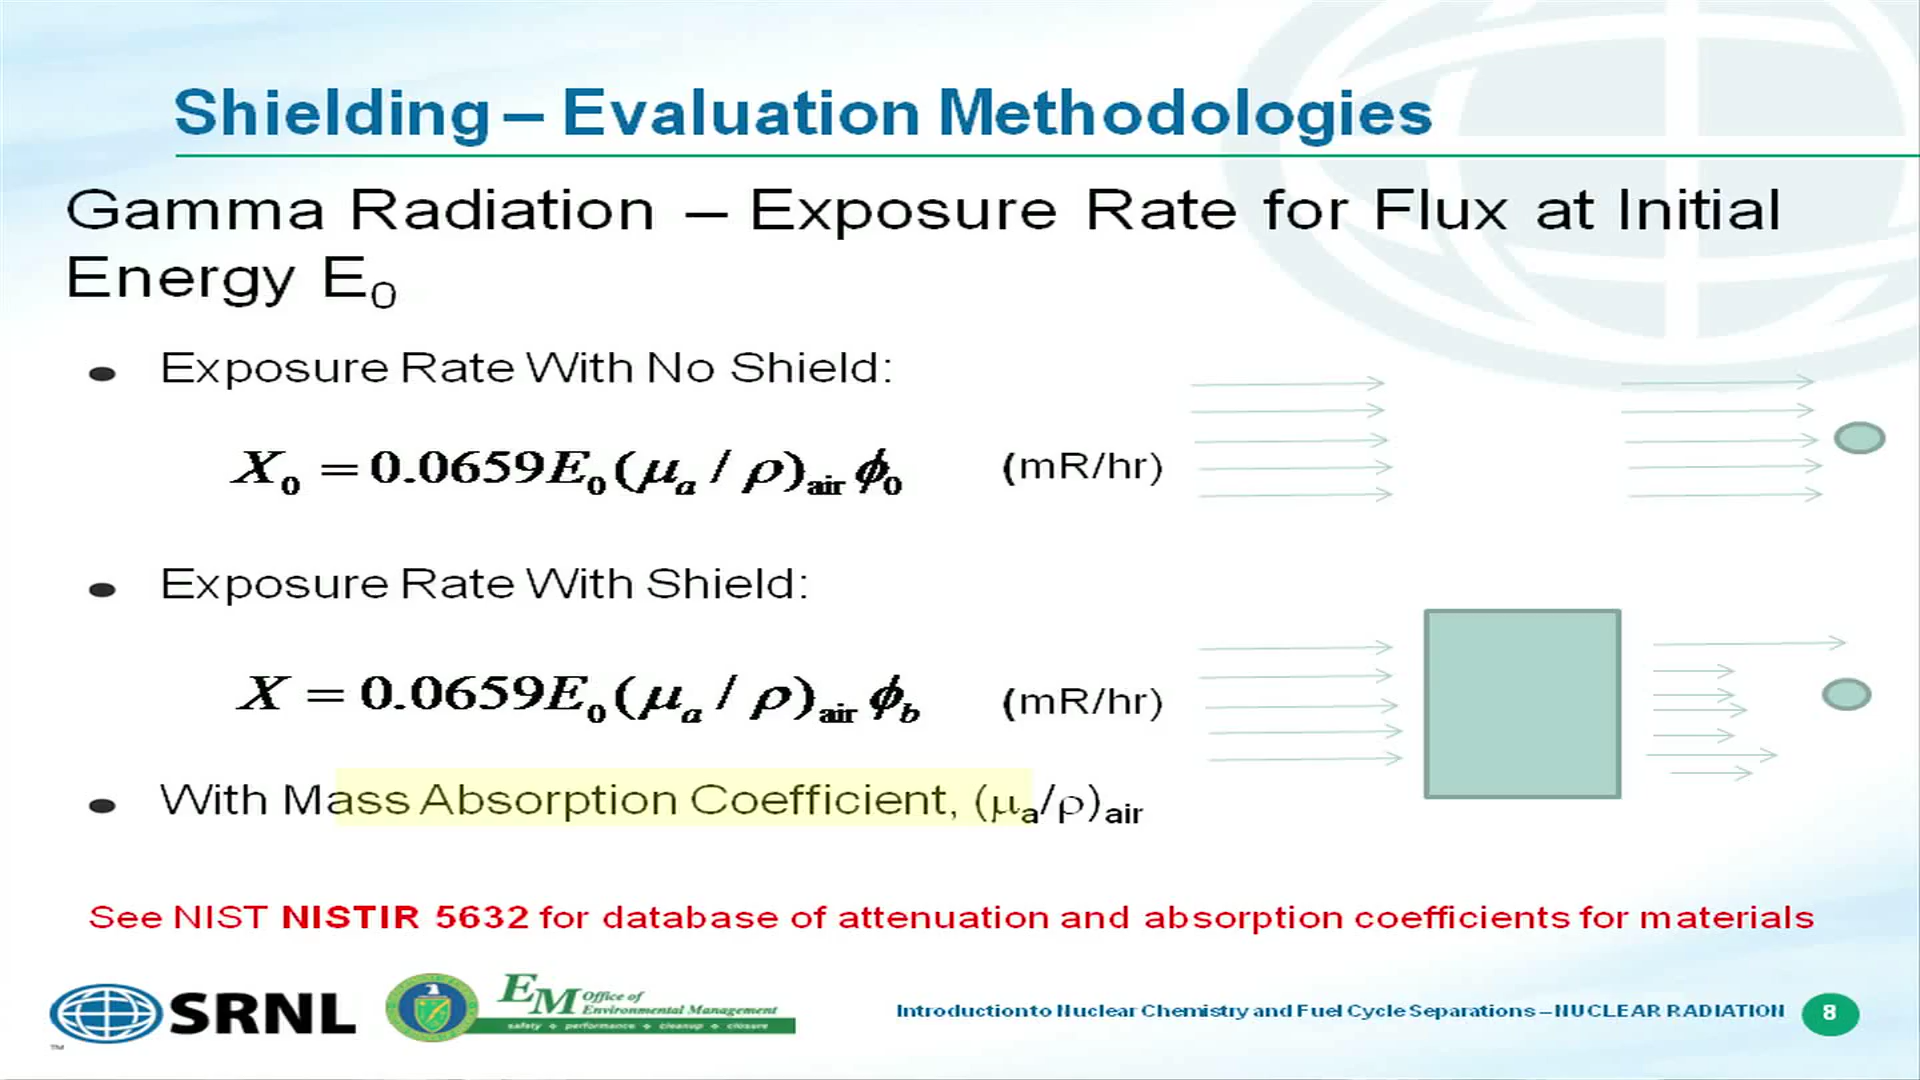 Shielding – Evaluation Methodologies
Gamma Radiation – Exposure Rate for Flux at Initial
Energy E₀
• Exposure Rate With No Shield:
X₀ = 0.0659E₀(μₐ / ρ)air ϕ₀ (mR/hr)
• Exposure Rate With Shield:
X = 0.0659E₀(μₐ / ρ)air ϕb (mR/hr)
• With Mass Absorption Coefficient, (μₐ/ρ)air
See NIST NISTIR 5632 for database of attenuation and absorption coefficients for materials
SRNL
TM
EM Office of
Environmental Management
safety ❖ performance ❖ cleanup ❖ closure
Introduction to Nuclear Chemistry and Fuel Cycle Separations – NUCLEAR RADIATION 8